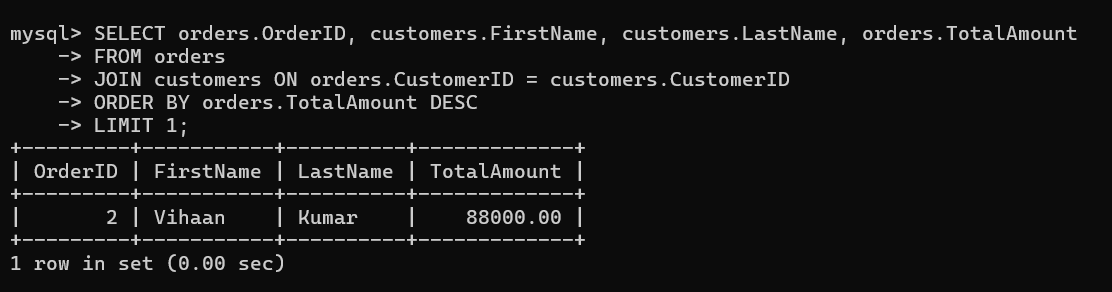 mysql> SELECT orders.OrderID, customers.FirstName, customers.LastName, orders.TotalAmount
    -> FROM orders
    -> JOIN customers ON orders.CustomerID = customers.CustomerID
    -> ORDER BY orders.TotalAmount DESC
    -> LIMIT 1;
+---------+-----------+----------+-------------+
| OrderID | FirstName | LastName | TotalAmount |
+---------+-----------+----------+-------------+
|       2 | Vihaan    | Kumar    |    88000.00 |
+---------+-----------+----------+-------------+
1 row in set (0.00 sec)